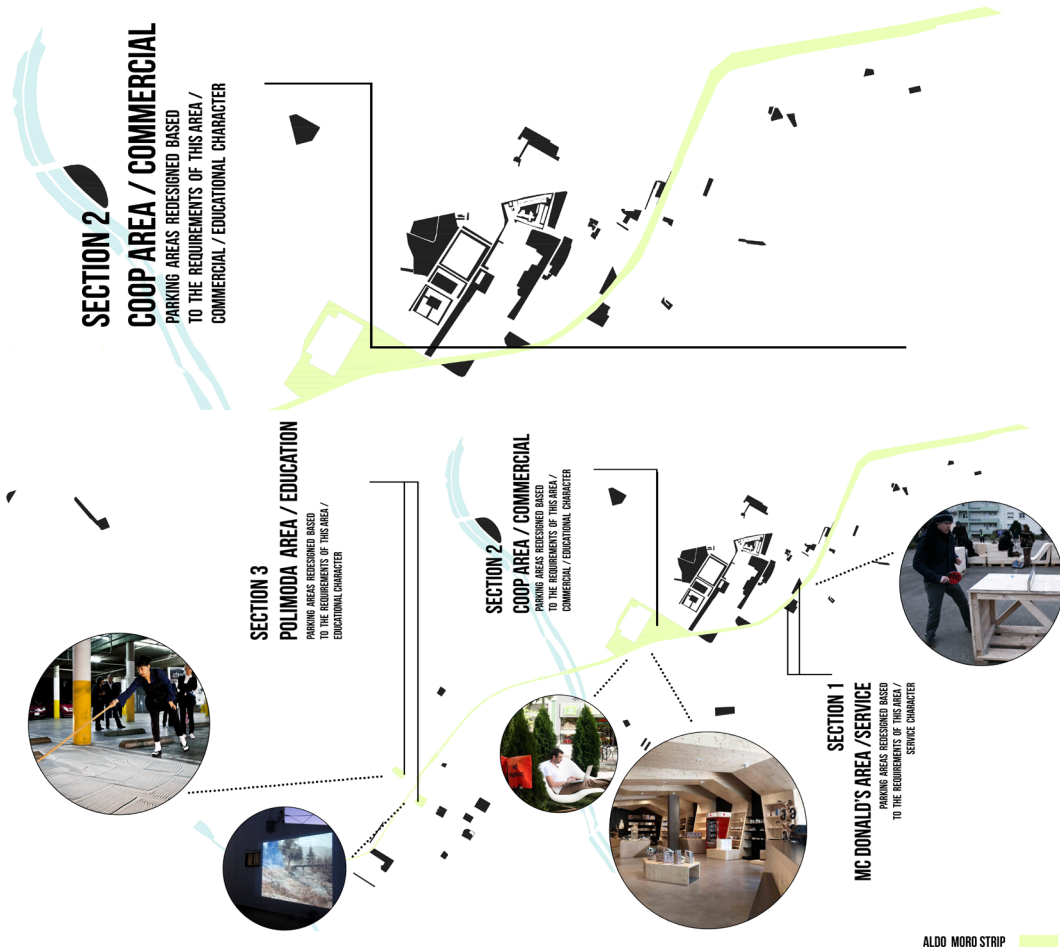 SECTION 2
COOP AREA / COMMERCIAL
PARKING AREAS REDESIGNED BASED
TO THE REQUIREMENTS OF THIS AREA /
COMMERCIAL / EDUCATIONAL CHARACTER
SECTION 3
POLIMODA AREA / EDUCATION
PARKING AREAS REDESIGNED BASED
TO THE REQUIREMENTS OF THIS AREA /
EDUCATIONAL CHARACTER
SECTION 2
COOP AREA / COMMERCIAL
PARKING AREAS REDESIGNED BASED
TO THE REQUIREMENTS OF THIS AREA /
COMMERCIAL / EDUCATIONAL CHARACTER
SECTION 1
MC DONALD'S AREA /SERVICE
PARKING AREAS REDESIGNED BASED
TO THE REQUIREMENTS OF THIS AREA /
SERVICE CHARACTER
ALDO MORO STRIP